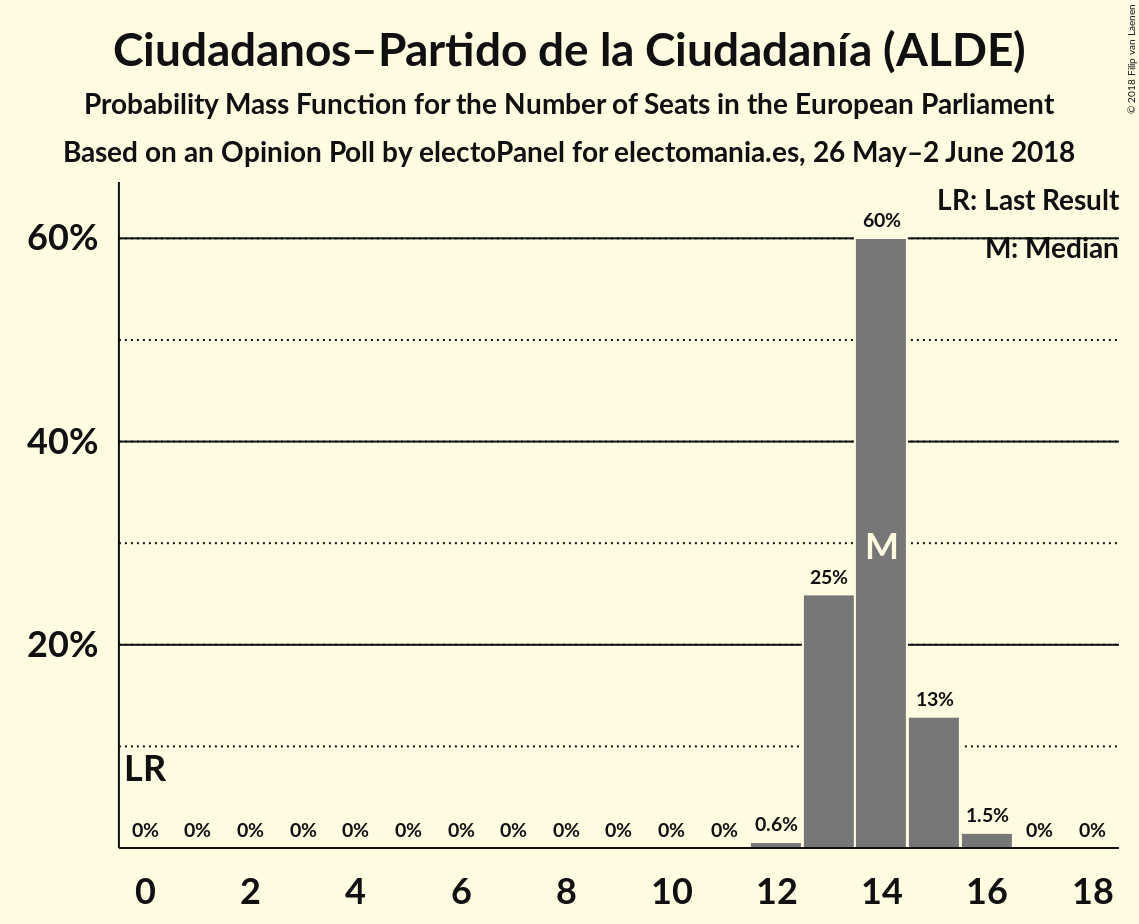 Ciudadanos–Partido de la Ciudadanía (ALDE)
Probability Mass Function for the Number of Seats in the European Parliament
Based on an Opinion Poll by electoPanel for electomania.es, 26 May–2 June 2018
© 2018 Filip van Laenen
LR: Last Result
M: Median
60%
40%
20%
60%
M
25%
13%
LR
0% 0% 0% 0% 0% 0% 0% 0% 0% 0% 0% 0% 0.6% 1.5% 0% 0%
0 2 4 6 8 10 12 14 16 18